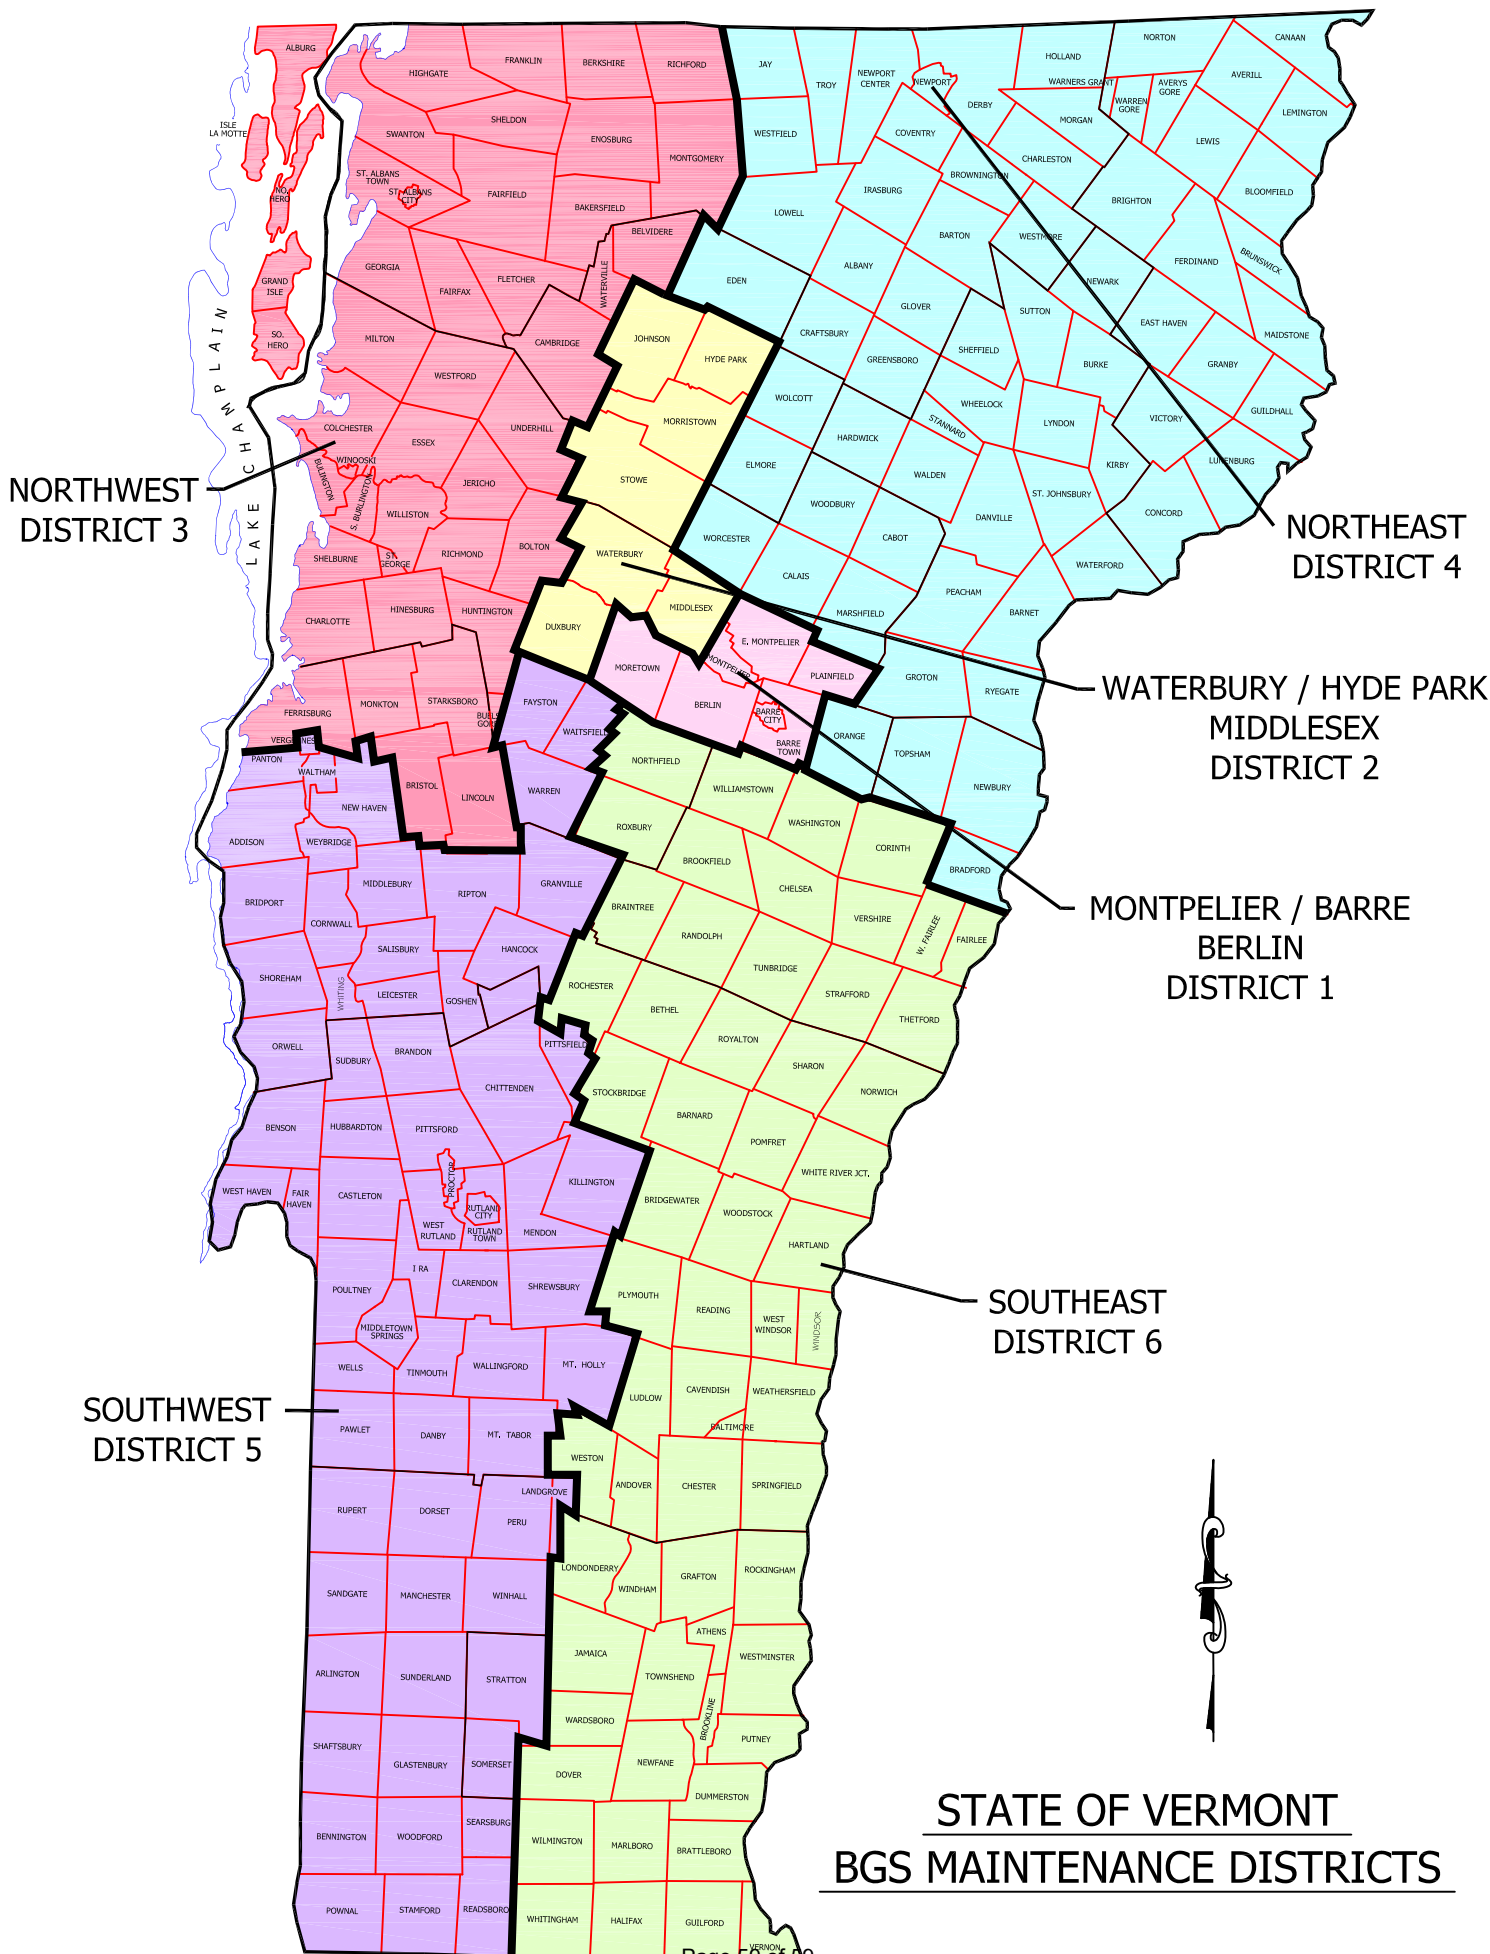 ALBURG
HIGHGATE
FRANKLIN
BERKSHIRE
RICHFORD
JAY
TROY
NEWPORT
CENTER
NEWPORT
DERBY
HOLLAND
WARNERS GRANT
NORTON
WARREN
GORE
AVERYS
GORE
AVERILL
CANAAN
LEMINGTON
ISLE
LA MOTTE
SWANTON
SHELDON
ENOSBURG
MONTGOMERY
WESTFIELD
COVENTRY
MORGAN
CHARLESTON
LEWIS
BLOOMFIELD
NO.
HERO
ST. ALBANS
TOWN
ST. ALBANS
CITY
FAIRFIELD
BAKERSFIELD
BELVIDERE
LOWELL
IRASBURG
BROWNINGTON
BRIGHTON
BARTON
WESTMORE
FERDINAND
BRUNSWICK
GRAND
ISLE
GEORGIA
FAIRFAX
FLETCHER
WATERVILLE
EDEN
ALBANY
GLOVER
NEWARK
SUTTON
EAST HAVEN
MAIDSTONE
SO.
HERO
MILTON
CAMBRIDGE
JOHNSON
HYDE PARK
CRAFTSBURY
GREENSBORO
SHEFFIELD
BURKE
GRANBY
WESTFORD
MORRISTOWN
WOLCOTT
WHEELOCK
STANNARD
LYNDON
VICTORY
GUILDHALL
LAKE CHAMPLAIN
COLCHESTER
ESSEX
UNDERHILL
WINOOSKI
BULINGTON
S. BURLINGTON
JERICHO
STOWE
ELMORE
HARDWICK
WALDEN
KIRBY
LUNENBURG
NORTHWEST
DISTRICT 3
WILLISTON
WOODBURY
ST. JOHNSBURY
CONCORD
DANVILLE
NORTHEAST
DISTRICT 4
SHELBURNE
ST.
GEORGE
RICHMOND
BOLTON
WATERBURY
WORCESTER
CABOT
WATERFORD
CALAIS
PEACHAM
BARNET
CHARLOTTE
HINESBURG
HUNTINGTON
DUXBURY
MIDDLESEX
MARSHFIELD
E. MONTPELIER
MORETOWN
MONTPELIER
PLAINFIELD
GROTON
RYEGATE
WATERBURY / HYDE PARK
MIDDLESEX
DISTRICT 2
FERRISBURG
MONKTON
STARKSBORO
BUELS
GORE
FAYSTON
WAITSFIELD
BERLIN
BARRE
CITY
BARRE
TOWN
ORANGE
TOPSHAM
NEWBURY
VERGENNES
PANTON
WALTHAM
NEW HAVEN
BRISTOL
LINCOLN
WARREN
NORTHFIELD
WILLIAMSTOWN
WASHINGTON
CORINTH
ADDISON
WEYBRIDGE
ROXBURY
BROOKFIELD
CHELSEA
BRADFORD
BRIDPORT
MIDDLEBURY
RIPTON
GRANVILLE
BRAINTREE
RANDOLPH
VERSHIRE
W. FAIRLEE
FAIRLEE
MONTPELIER / BARRE
BERLIN
DISTRICT 1
CORNWALL
SALISBURY
HANCOCK
SHOREHAM
WHITING
LEICESTER
GOSHEN
ROCHESTER
BETHEL
TUNBRIDGE
STRAFFORD
THETFORD
ORWELL
SUDBURY
BRANDON
PITTSFIELD
ROYALTON
SHARON
CHITTENDEN
STOCKBRIDGE
NORWICH
BENSON
HUBBARDTON
PITTSFORD
BARNARD
POMFRET
WHITE RIVER JCT.
WEST HAVEN
FAIR
HAVEN
CASTLETON
PROCTOR
RUTLAND
CITY
WEST
RUTLAND
RUTLAND
TOWN
MENDON
KILLINGTON
BRIDGEWATER
WOODSTOCK
HARTLAND
I RA
CLARENDON
SHREWSBURY
POULTNEY
PLYMOUTH
READING
WEST
WINDSOR
WINDSOR
SOUTHEAST
DISTRICT 6
MIDDLETOWN
SPRINGS
WELLS
TINMOUTH
WALLINGFORD
MT. HOLLY
LUDLOW
CAVENDISH
WEATHERSFIELD
BALTIMORE
SOUTHWEST
DISTRICT 5
PAWLET
DANBY
MT. TABOR
WESTON
ANDOVER
CHESTER
SPRINGFIELD
LANDGROVE
RUPERT
DORSET
PERU
LONDONDERRY
WINDHAM
GRAFTON
ROCKINGHAM
SANDGATE
MANCHESTER
WINHALL
JAMAICA
ATHENS
WESTMINSTER
ARLINGTON
SUNDERLAND
STRATTON
TOWNSHEND
BROOKLINE
WARDSBORO
PUTNEY
SHAFTSBURY
GLASTENBURY
SOMERSET
DOVER
NEWFANE
DUMMERSTON
SEARSBURG
BENNINGTON
WOODFORD
WILMINGTON
MARLBORO
BRATTLEBORO
POWNAL
STAMFORD
READSBORO
WHITINGHAM
HALIFAX
GUILFORD
VERNON
STATE OF VERMONT
BGS MAINTENANCE DISTRICTS
Page 59 of 59